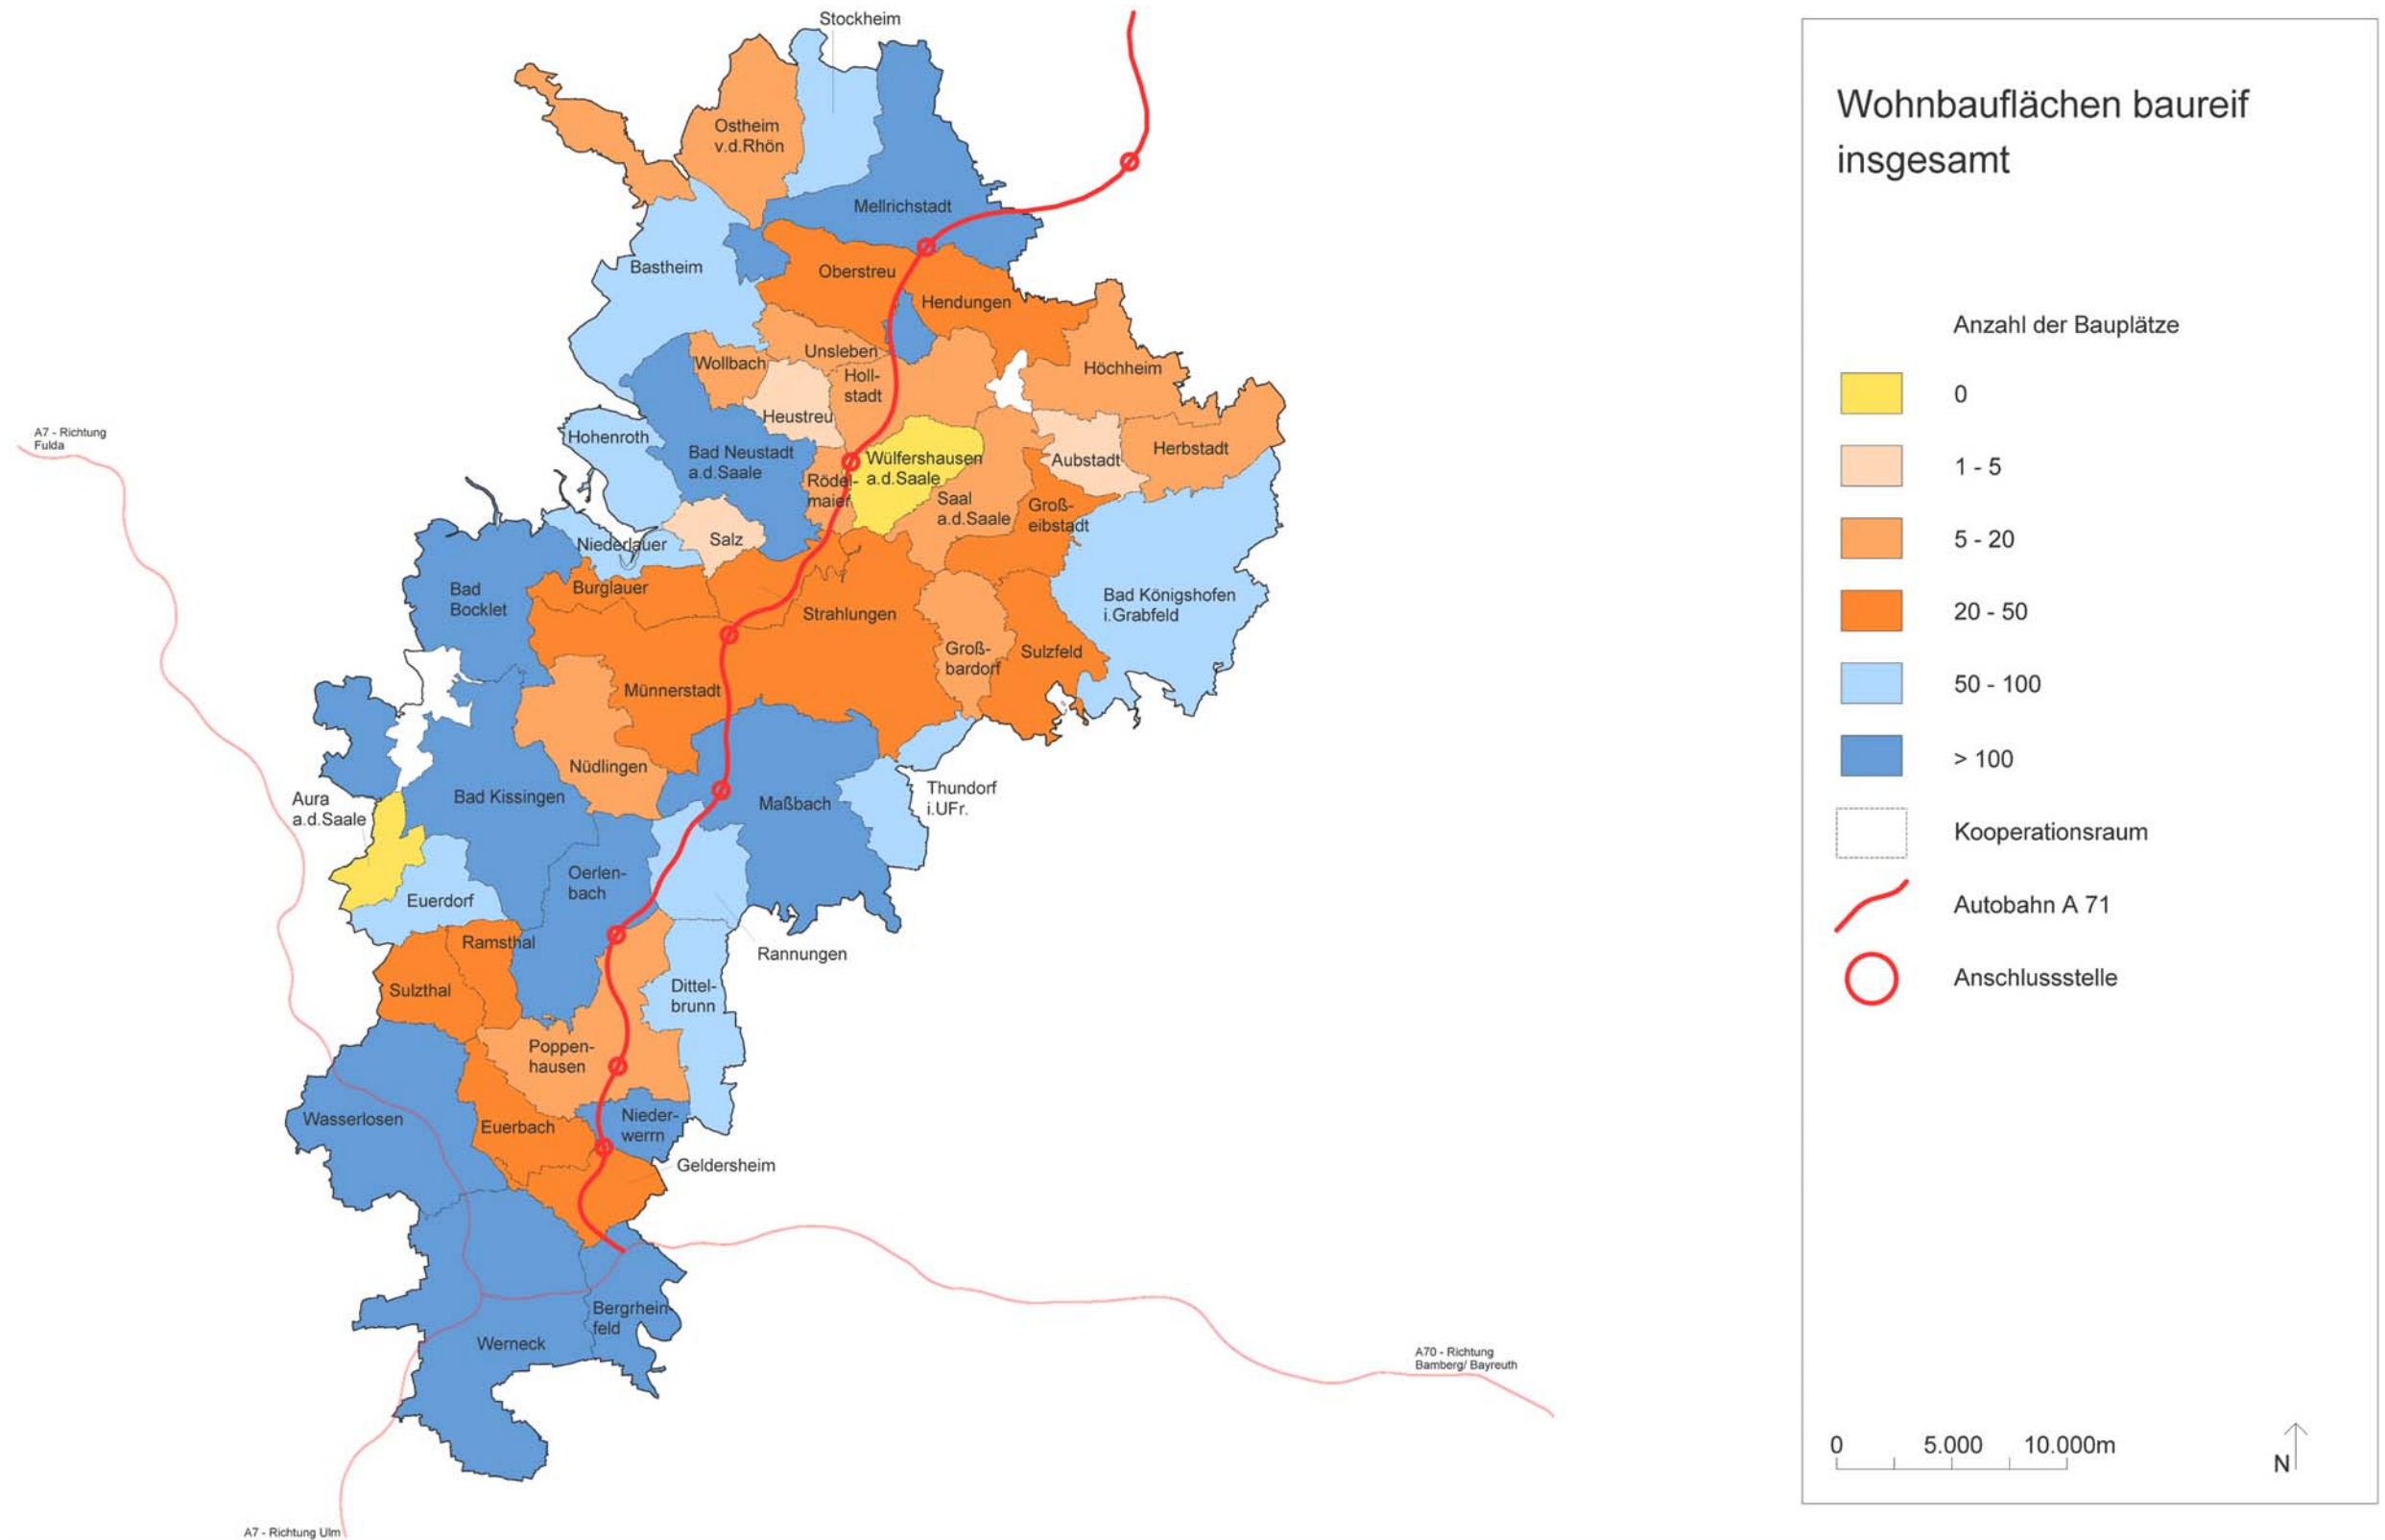 Stockheim
Ostheim
v.d.Rhön
Mellrichstadt
Bastheim
Oberstreu
Hendungen
Unsleben
Wollbach
Holl-
stadt
Höchheim
Heustreu
Hohenroth
A7 - Richtung
Fulda
Bad Neustadt
a.d.Saale
Wülfershausen
a.d.Saale
Aubstadt
Herbstadt
Rödel-
maier
Saal
a.d.Saale
Groß-
eibstadt
Niederlauer
Salz
Bad
Bocklet
Burglauer
Strahlungen
Bad Königshofen
i.Grabfeld
Groß-
bardorf
Sulzfeld
Münnerstadt
Nüdlingen
Thundorf
i.UFr.
Aura
a.d.Saale
Bad Kissingen
Maßbach
Oerlen-
bach
Euerdorf
Ramsthal
Rannungen
Sulzthal
Dittel-
brunn
Poppen-
hausen
Wasserlosen
Euerbach
Nieder-
werrn
Geldersheim
Bergrhein
feld
Werneck
A70 - Richtung
Bamberg/ Bayreuth
A7 - Richtung Ulm
Wohnbauflächen baureif
insgesamt
Anzahl der Bauplätze
0
1 - 5
5 - 20
20 - 50
50 - 100
> 100
Kooperationsraum
Autobahn A 71
Anschlussstelle
0 5.000 10.000m
N